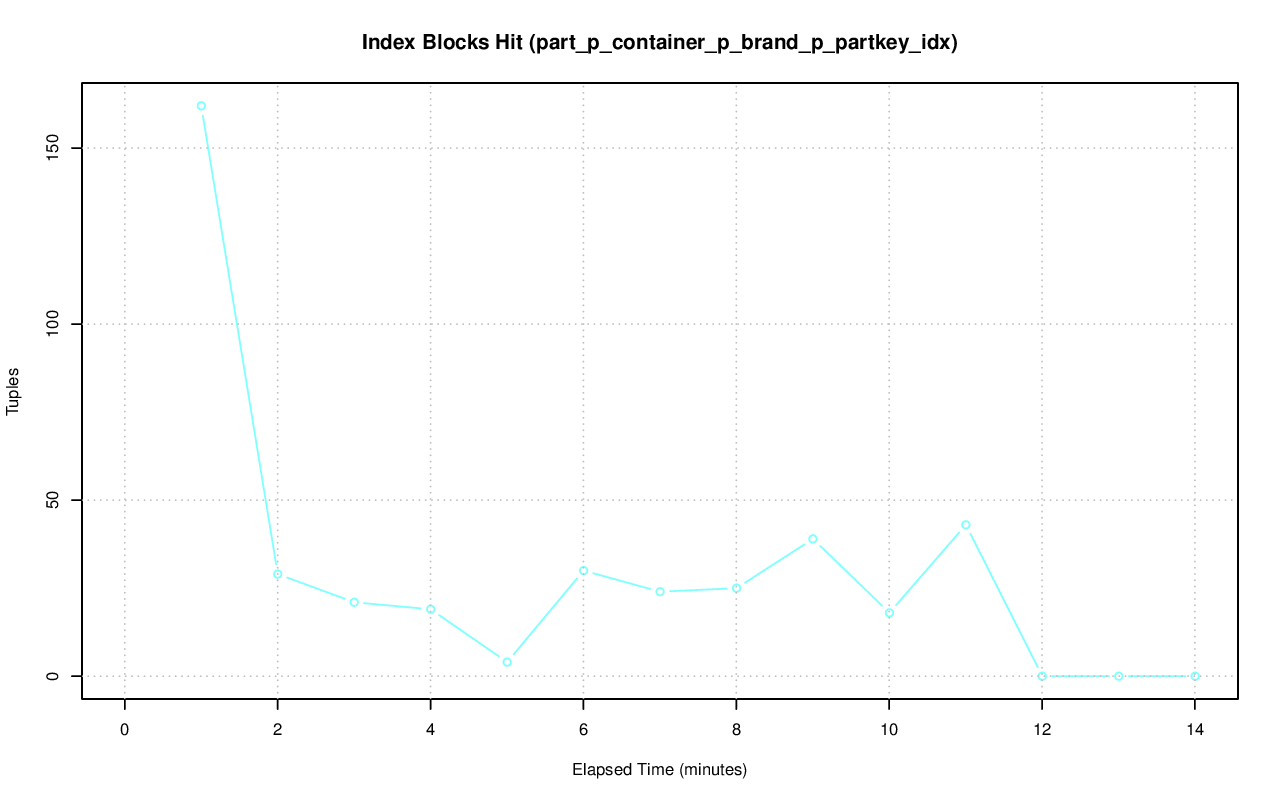 Index Blocks Hit (part_p_container_p_brand_p_partkey_idx)
Tuples
150
100
50
0
0 2 4 6 8 10 12 14
Elapsed Time (minutes)